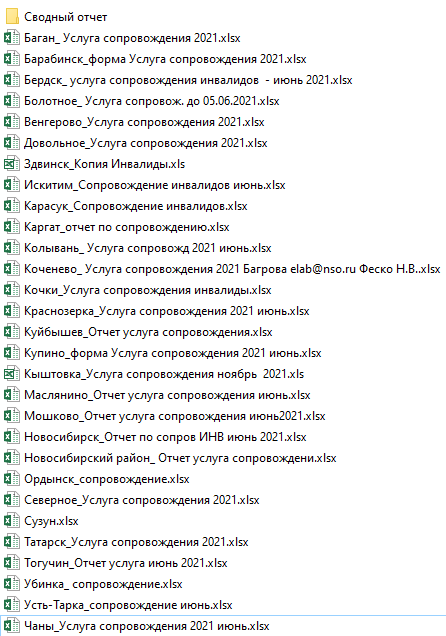 Сводный отчет
Баган_ Услуга сопровождения 2021.xlsx
Барабинск_форма Услуга сопровождения 2021.xlsx
Бердск_ услуга сопровождения инвалидов - июнь 2021.xlsx
Болотное_ Услуга сопровож. до 05.06.2021.xlsx
Венгерово_Услуга сопровождения 2021.xlsx
Довольное_Услуга сопровождения 2021.xlsx
Здвинск_Копия Инвалиды.xls
Искитим_Сопровождение инвалидов июнь.xlsx
Карасук_Сопровождение инвалидов.xlsx
Каргат_отчет по сопровождению.xlsx
Колывань_ Услуга сопровожд 2021 июнь.xlsx
Коченево_ Услуга сопровождения 2021 Багрова elab@nso.ru Феско Н.В..xlsx
Кочки_Услуга сопровождения инвалиды.xlsx
Краснозерка_Услуга сопровождения 2021 июнь.xlsx
Куйбышев_Отчет услуга сопровождения.xlsx
Купино_форма Услуга сопровождения 2021 июнь.xlsx
Кыштовка_Услуга сопровождения ноябрь 2021.xls
Маслянино_Отчет услуга сопровождения июнь.xlsx
Мошково_Отчет услуга сопровождения июнь2021.xlsx
Новосибирск_Отчет по сопров ИНВ июнь 2021.xlsx
Новосибирский район_ Отчет услуга сопровождени.xlsx
Ордынск_сопровождение.xlsx
Северное_Услуга сопровождения 2021.xlsx
Сузун.xlsx
Татарск_Услуга сопровождения 2021.xlsx
Тогучин_Отчет услуга июнь 2021.xlsx
Убинка_ сопровождение.xlsx
Усть-Тарка_сопровождение июнь.xlsx
Чаны_Услуга сопровождения 2021 июнь.xlsx